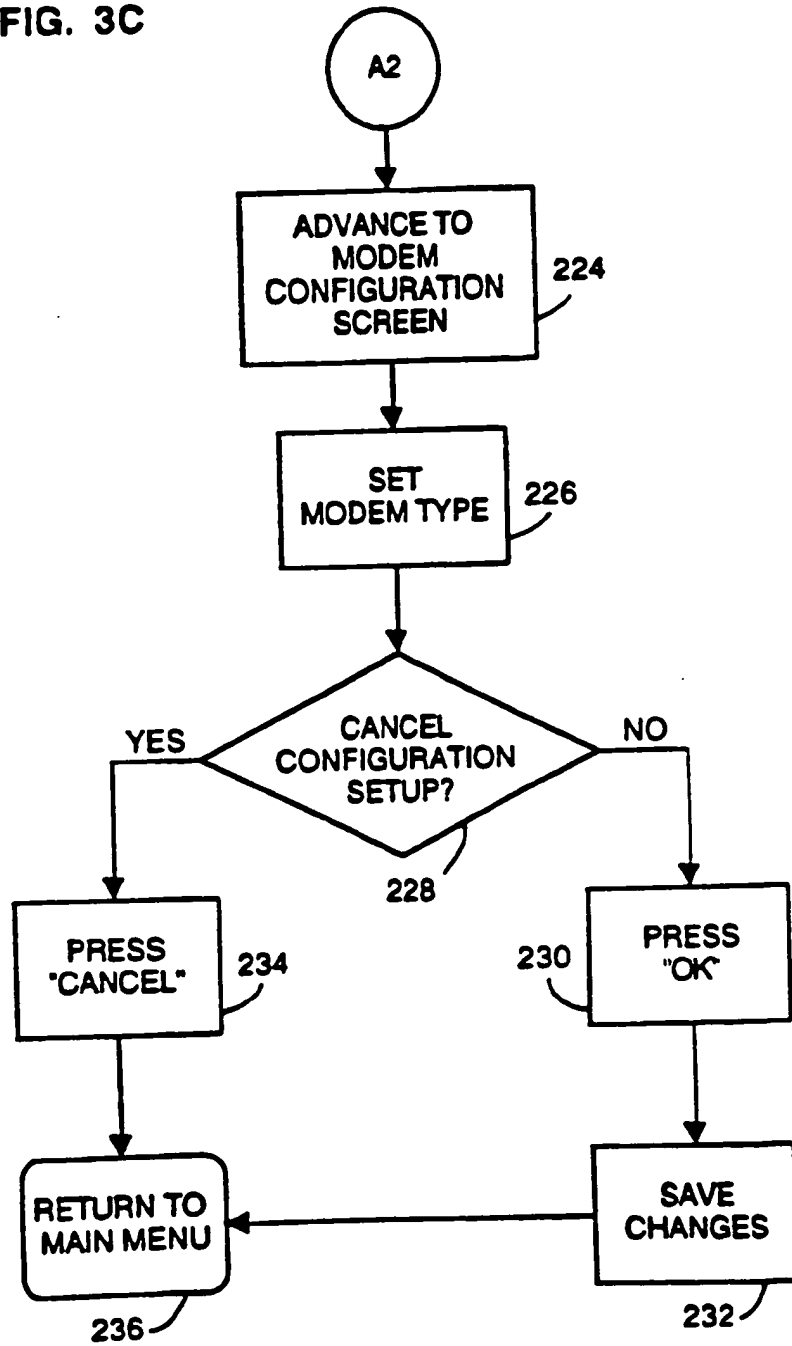 FIG. 3C
A2
ADVANCE TO
MODEM
CONFIGURATION
SCREEN
224
SET
MODEM TYPE
226
CANCEL
CONFIGURATION
SETUP?
YES
NO
228
PRESS
"CANCEL"
234
230
PRESS
"OK"
RETURN TO
MAIN MENU
236
SAVE
CHANGES
232